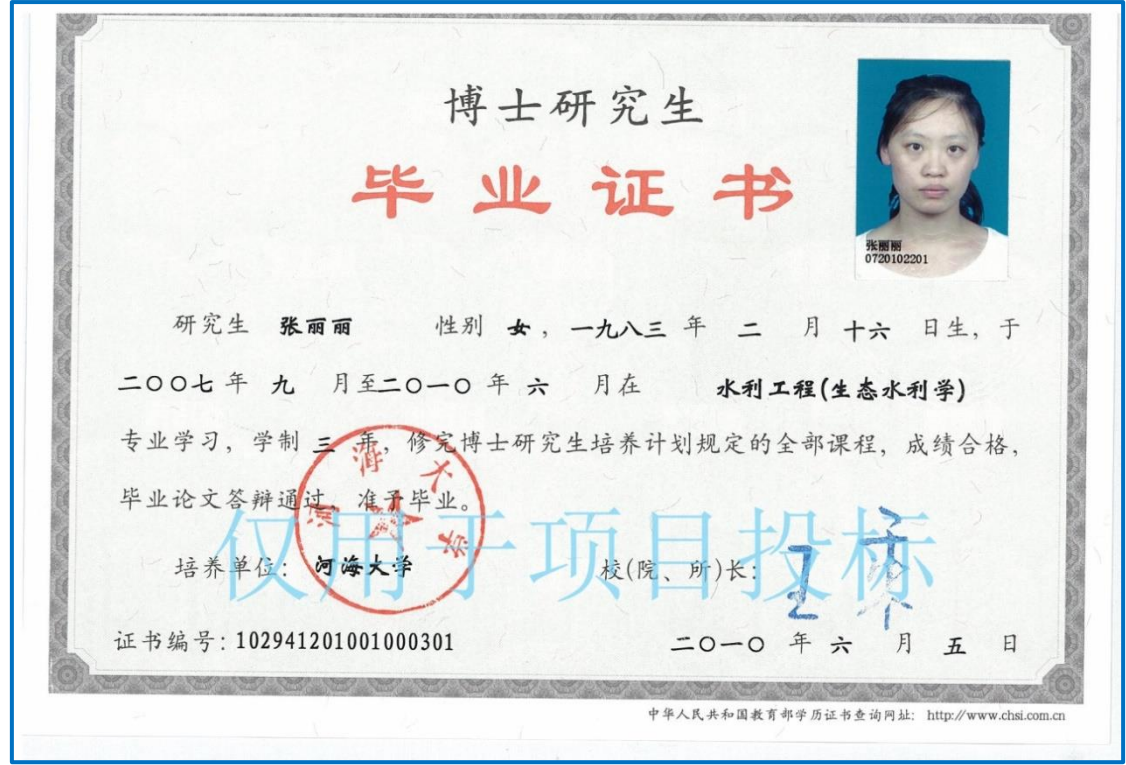 博士研究生
毕业证书
张丽丽
0720102201
研究生 张丽丽 性别 女，一九八三 年 二 月 十六 日生，于
二〇〇七 年 九 月至二〇一〇 年 六 月在 水利工程(生态水利学)
专业学习，学制 三 年，修完博士研究生培养计划规定的全部课程，成绩合格，
毕业论文答辩通过，准予毕业。
河海大学
仅用于项目投标
培养单位：河海大学 校(院、所)长：
证书编号：102941201001000301 二〇一〇 年 六 月 五 日
中华人民共和国教育部学历证书查询网址：http://www.chsi.com.cn